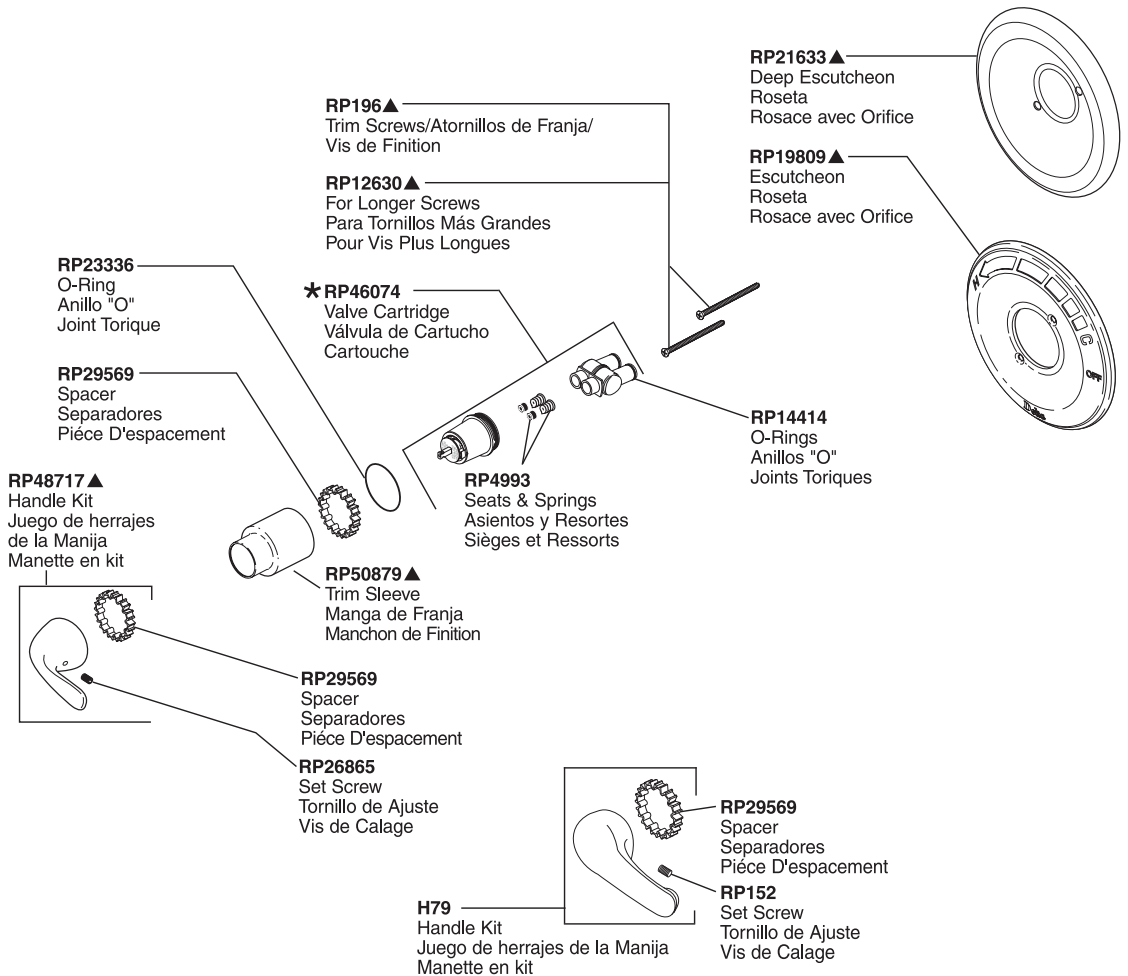 RP21633▲
Deep Escutcheon
Roseta
Rosace avec Orifice
RP196▲
Trim Screws/Atornillos de Franja/
Vis de Finition
RP19809▲
Escutcheon
Roseta
Rosace avec Orifice
RP12630▲
For Longer Screws
Para Tornillos Más Grandes
Pour Vis Plus Longues
RP23336
O-Ring
Anillo "O"
Joint Torique
★RP46074
Valve Cartridge
Válvula de Cartucho
Cartouche
H
C
OFF
Delta
RP29569
Spacer
Separadores
Piéce D'espacement
RP14414
O-Rings
Anillos "O"
Joints Toriques
RP48717▲
Handle Kit
Juego de herrajes
de la Manija
Manette en kit
RP4993
Seats & Springs
Asientos y Resortes
Sièges et Ressorts
RP50879▲
Trim Sleeve
Manga de Franja
Manchon de Finition
RP29569
Spacer
Separadores
Piéce D'espacement
RP26865
Set Screw
Tornillo de Ajuste
Vis de Calage
RP29569
Spacer
Separadores
Piéce D'espacement
RP152
Set Screw
Tornillo de Ajuste
Vis de Calage
H79
Handle Kit
Juego de herrajes de la Manija
Manette en kit